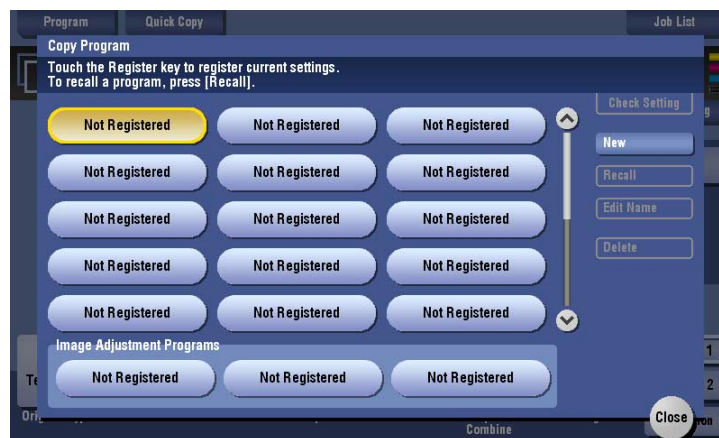 Program Quick Copy Job List
Copy Program
Touch the Register key to register current settings.
To recall a program, press [Recall].
Check Setting
Not Registered Not Registered Not Registered
New
Not Registered Not Registered Not Registered
Recall
Not Registered Not Registered Not Registered
Edit Name
Not Registered Not Registered Not Registered
Delete
Not Registered Not Registered Not Registered
Image Adjustment Programs
1
Not Registered Not Registered Not Registered
2
Close
Combine